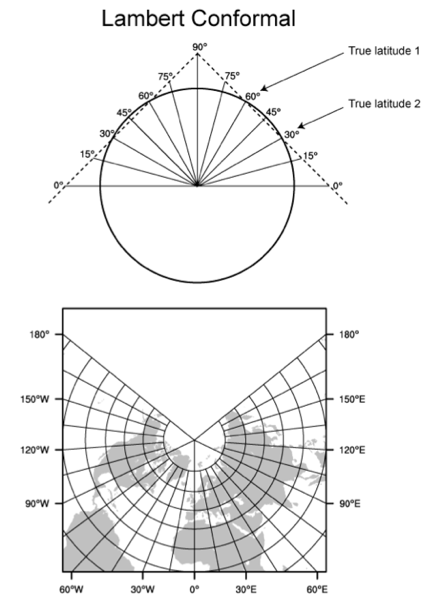 Lambert Conformal
90°
True latitude 1
75° 75°
60° 60°
True latitude 2
45° 45°
30° 30°
15° 15°
0° 0°
180° 180°
150°W 150°E
120°W 120°E
90°W 90°E
60°W 30°W 0° 30°E 60°E